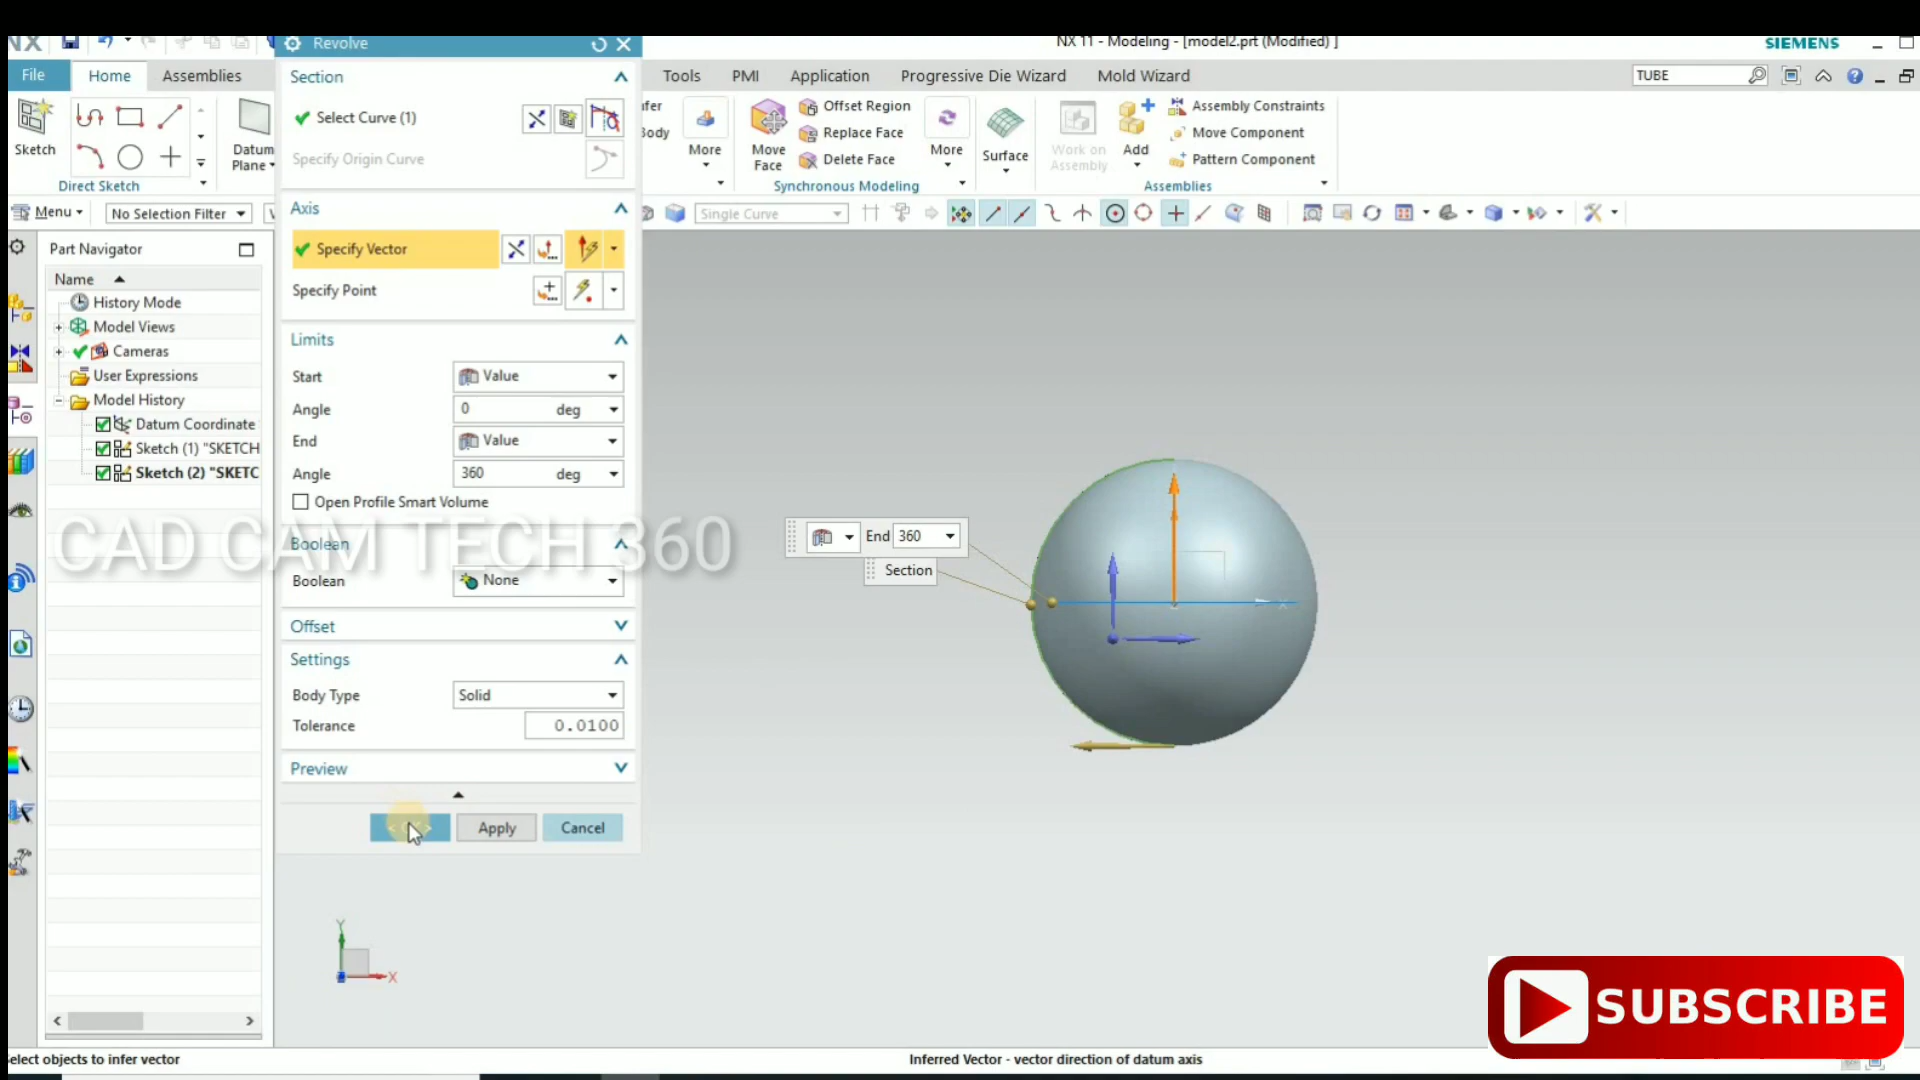 NX
Revolve
NX 11 - Modeling - [model2.prt (Modified) ]
SIEMENS
File
Home
Assemblies
Tools
PMI
Application
Progressive Die Wizard
Mold Wizard
TUBE
Sketch
Direct Sketch
Datum
Plane
Section
Select Curve (1)
Specify Origin Curve
More
Move
Face
Offset Region
Replace Face
Delete Face
More
Synchronous Modeling
Surface
Work on
Assembly
Add
Assembly Constraints
Move Component
Pattern Component
Assemblies
Menu
No Selection Filter
Single Curve
Axis
Specify Vector
Specify Point
Part Navigator
Name
History Mode
Model Views
Cameras
User Expressions
Model History
Datum Coordinate
Sketch (1) "SKETCH
Sketch (2) "SKETC
Limits
Start
Value
Angle
0
deg
End
Value
Angle
360
deg
Open Profile Smart Volume
CAD CAM TECH 360
Boolean
Boolean
None
Offset
Settings
Body Type
Solid
Tolerance
0.0100
Preview
Apply
Cancel
End 360
Section
X
Y
X
SUBSCRIBE
Select objects to infer vector
Inferred Vector - vector direction of datum axis